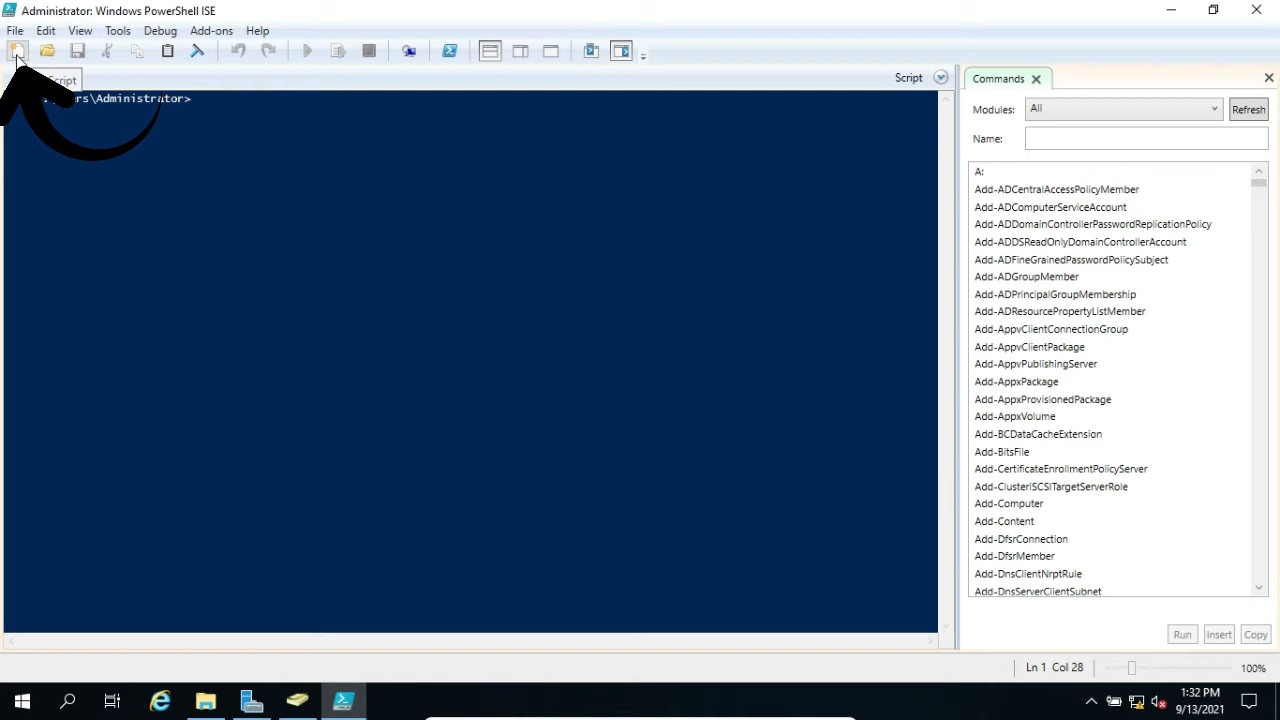 Administrator: Windows PowerShell ISE
File Edit View Tools Debug Add-ons Help
Script
Script
Commands
\Administrator>
Modules: All Refresh
Name:
A:
Add-ADCentralAccessPolicyMember
Add-ADComputerServiceAccount
Add-ADDomainControllerPasswordReplicationPolicy
Add-ADDSReadOnlyDomainControllerAccount
Add-ADFineGrainedPasswordPolicySubject
Add-ADGroupMember
Add-ADPrincipalGroupMembership
Add-ADResourcePropertyListMember
Add-AppvClientConnectionGroup
Add-AppvClientPackage
Add-AppvPublishingServer
Add-AppxPackage
Add-AppxProvisionedPackage
Add-AppxVolume
Add-BCDataCacheExtension
Add-BitsFile
Add-CertificateEnrollmentPolicyServer
Add-ClusteriSCSITargetServerRole
Add-Computer
Add-Content
Add-DfsrConnection
Add-DfsrMember
Add-DnsClientNrptRule
Add-DnsServerClientSubnet
Run Insert Copy
Ln 1 Col 28 100%
1:32 PM
9/13/2021